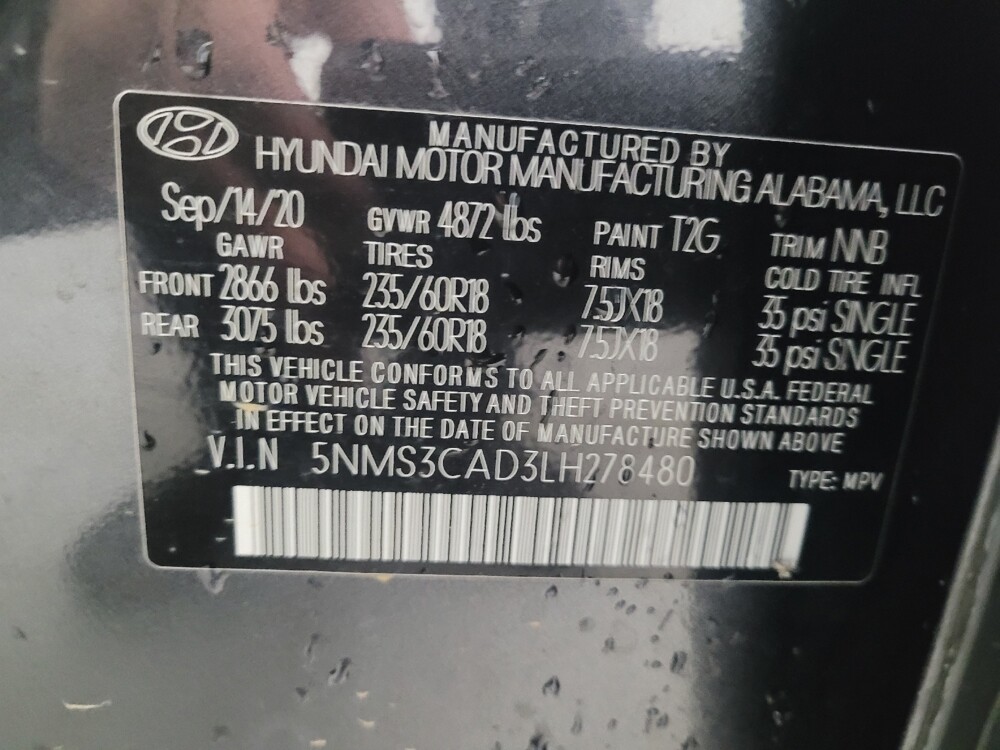 MANUFACTURED BY
HYUNDAI MOTOR MANUFACTURING ALABAMA, LLC
Sep/14/20 GVWR 4872 lbs PAINT T2G TRIM NNB
GAWR TIRES RIMS COLD TIRE INFL
FRONT 2866 lbs 235/60R18 7.5JX18 35 psi SINGLE
REAR 3075 lbs 235/60R18 7.5JX18 35 psi SINGLE
THIS VEHICLE CONFORMS TO ALL APPLICABLE U.S.A. FEDERAL
MOTOR VEHICLE SAFETY AND THEFT PREVENTION STANDARDS
IN EFFECT ON THE DATE OF MANUFACTURE SHOWN ABOVE
V.I.N 5NMS3CAD3LH278480 TYPE: MPV